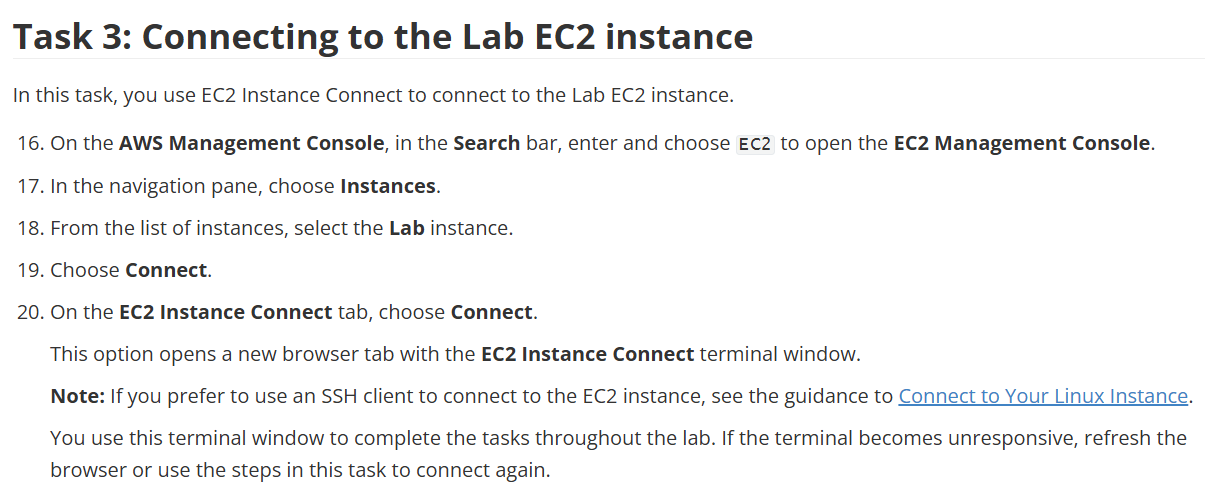 Task 3: Connecting to the Lab EC2 instance
In this task, you use EC2 Instance Connect to connect to the Lab EC2 instance.
16. On the AWS Management Console, in the Search bar, enter and choose EC2 to open the EC2 Management Console.
17. In the navigation pane, choose Instances.
18. From the list of instances, select the Lab instance.
19. Choose Connect.
20. On the EC2 Instance Connect tab, choose Connect.
This option opens a new browser tab with the EC2 Instance Connect terminal window.
Note: If you prefer to use an SSH client to connect to the EC2 instance, see the guidance to Connect to Your Linux Instance.
You use this terminal window to complete the tasks throughout the lab. If the terminal becomes unresponsive, refresh the
browser or use the steps in this task to connect again.